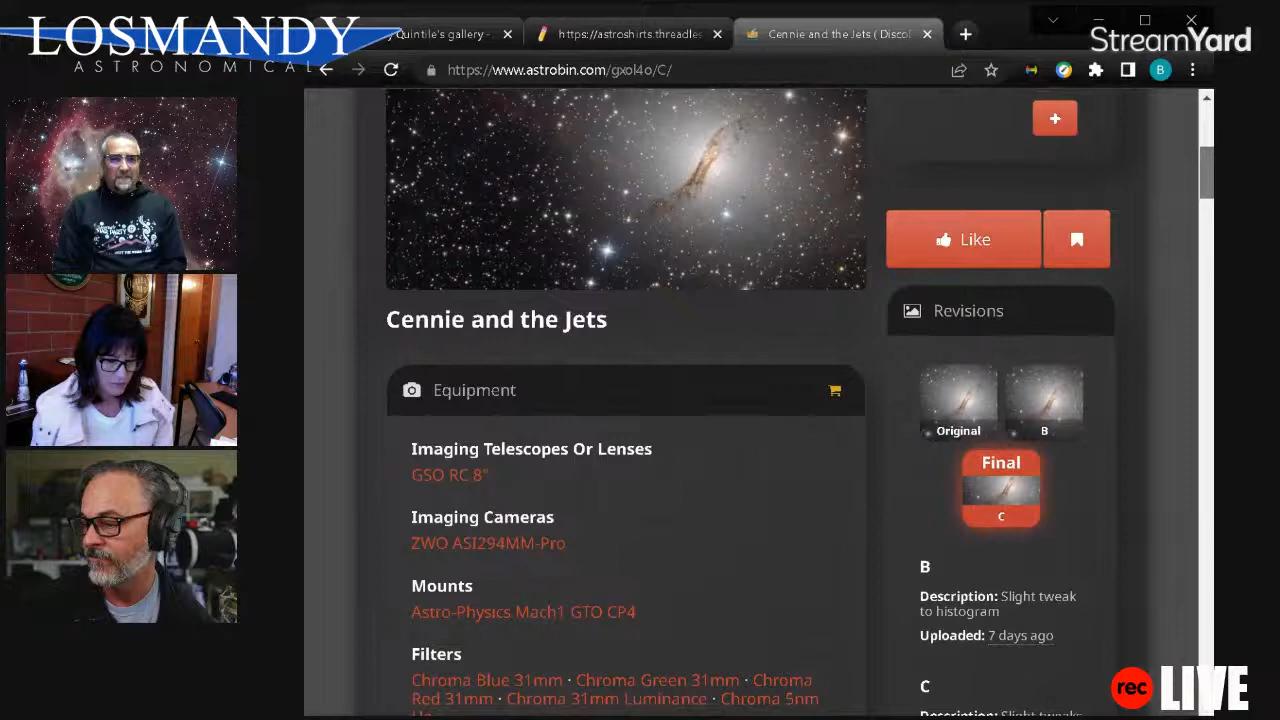 LOSMANDY
ASTRONOMICAL
y Quintile's gallery -
https://astroshirts.threadles
Cennie and the Jets ( Discol
StreamYard
https://www.astrobin.com/gxol4o/C/
B
Like
Cennie and the Jets
Revisions
Original
B
Final
C
Equipment
Imaging Telescopes Or Lenses
GSO RC 8"
Imaging Cameras
ZWO ASI294MM-Pro
Mounts
Astro-Physics Mach1 GTO CP4
Filters
Chroma Blue 31mm · Chroma Green 31mm · Chroma
Red 31mm · Chroma 31mm Luminance · Chroma 5nm
B
Description: Slight tweak
to histogram
Uploaded: 7 days ago
C
Description: Slight tweaks
rec LIVE